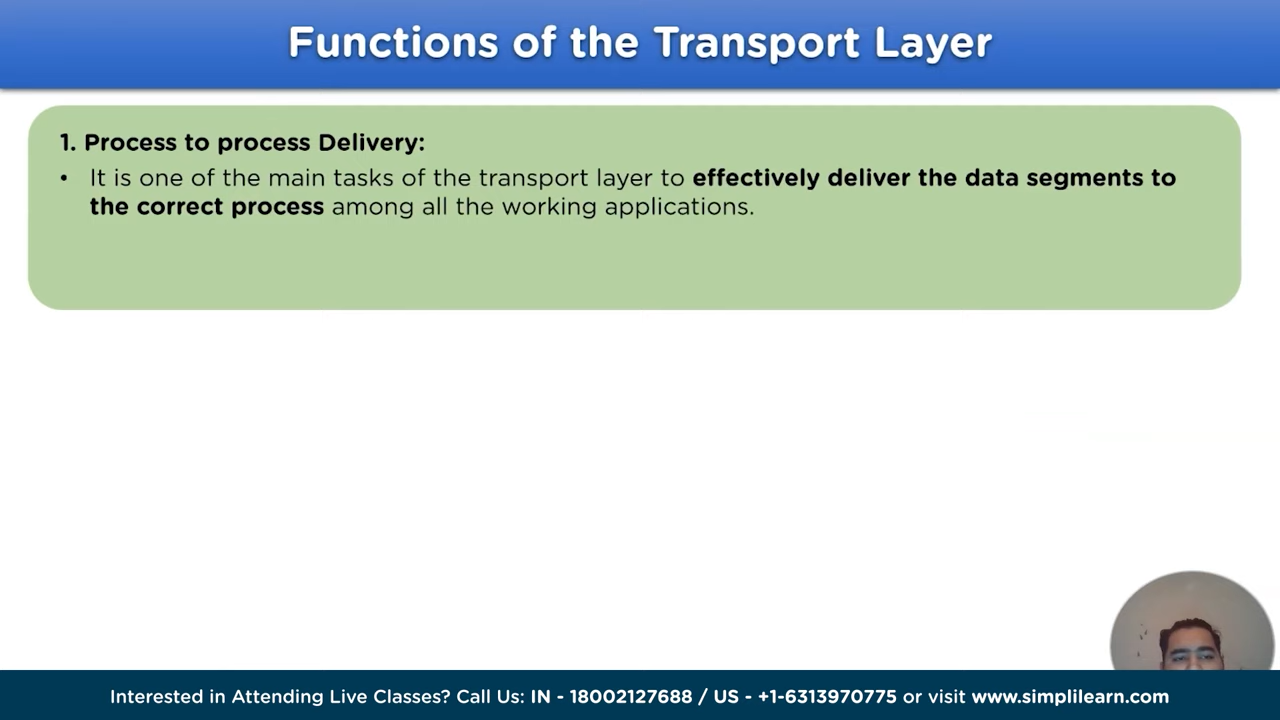 Functions of the Transport Layer
1. Process to process Delivery:
• It is one of the main tasks of the transport layer to effectively deliver the data segments to
the correct process among all the working applications.
Interested in Attending Live Classes? Call Us: IN - 18002127688 / US - +1-6313970775 or visit www.simplilearn.com